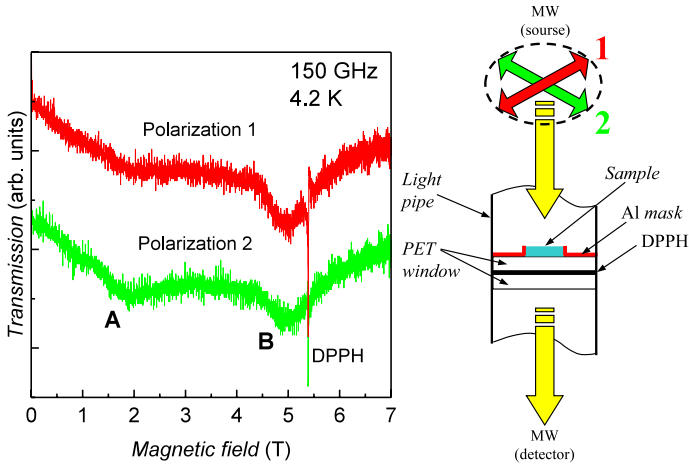 150 GHz
4.2 K
Polarization 1
Polarization 2
A
B
DPPH
Transmission (arb. units)
0 1 2 3 4 5 6 7
Magnetic field (T)
MW
(sourse)
1
2
Light
pipe
Sample
Al mask
DPPH
PET
window
MW
(detector)